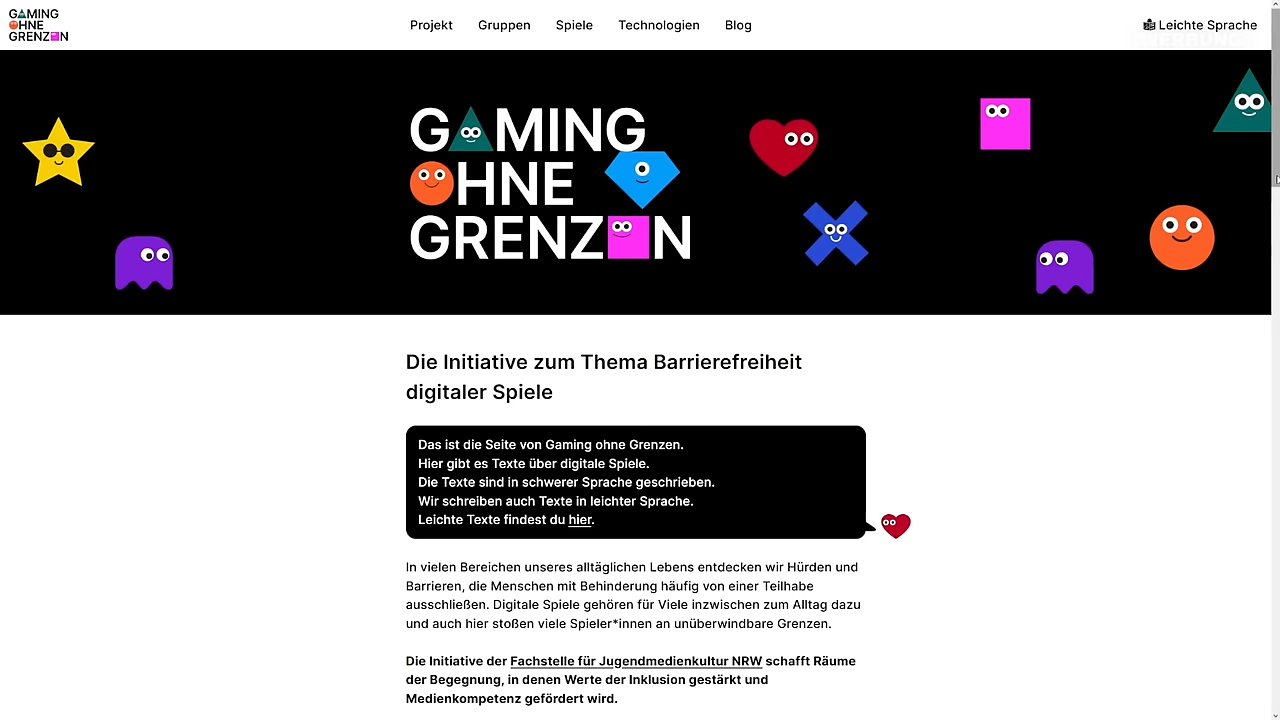 GAMING
OHNE
GRENZEN
Projekt
Gruppen
Spiele
Technologien
Blog
Leichte Sprache
GAMING
OHNE
GRENZEN
Die Initiative zum Thema Barrierefreiheit
digitaler Spiele
Das ist die Seite von Gaming ohne Grenzen.
Hier gibt es Texte über digitale Spiele.
Die Texte sind in schwerer Sprache geschrieben.
Wir schreiben auch Texte in leichter Sprache.
Leichte Texte findest du hier.
In vielen Bereichen unseres alltäglichen Lebens entdecken wir Hürden und
Barrieren, die Menschen mit Behinderung häufig von einer Teilhabe
ausschließen. Digitale Spiele gehören für Viele inzwischen zum Alltag dazu
und auch hier stoßen viele Spieler*innen an unüberwindbare Grenzen.
Die Initiative der Fachstelle für Jugendmedienkultur NRW schafft Räume
der Begegnung, in denen Werte der Inklusion gestärkt und
Medienkompetenz gefördert wird.